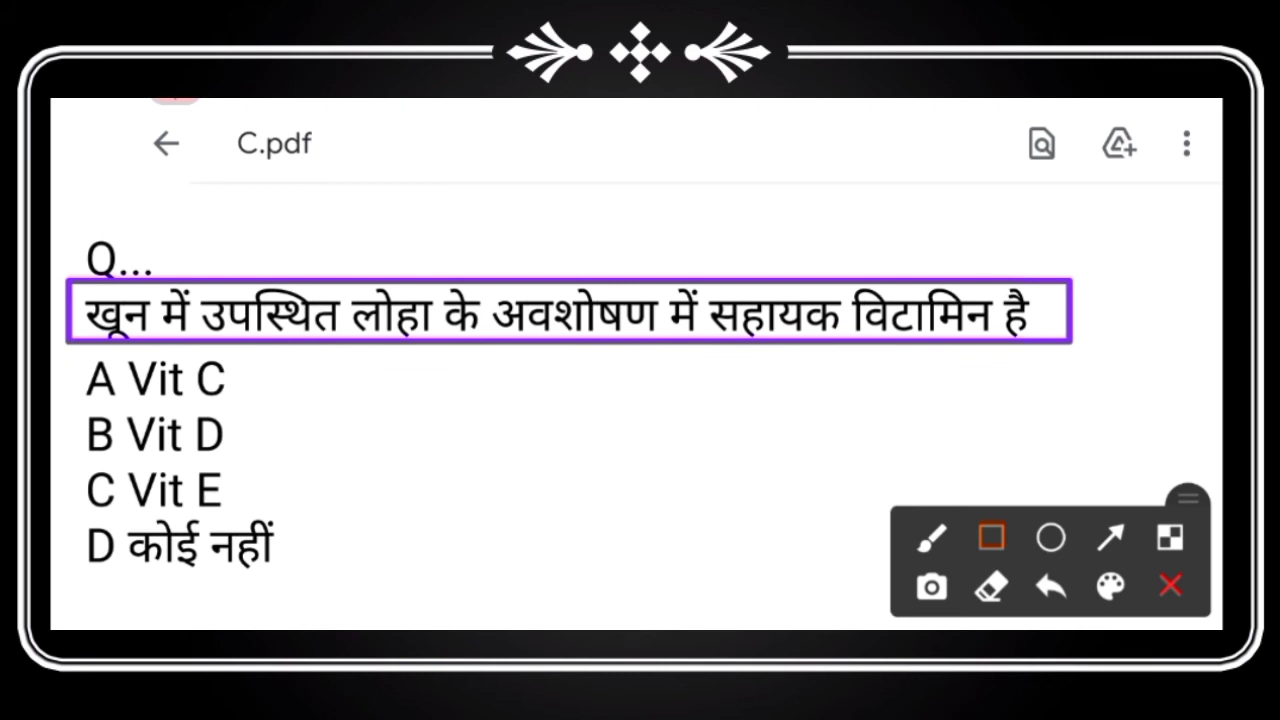 C.pdf
Q...
खून में उपस्थित लोहा के अवशोषण में सहायक विटामिन है
A Vit C
B Vit D
C Vit E
D कोई नहीं